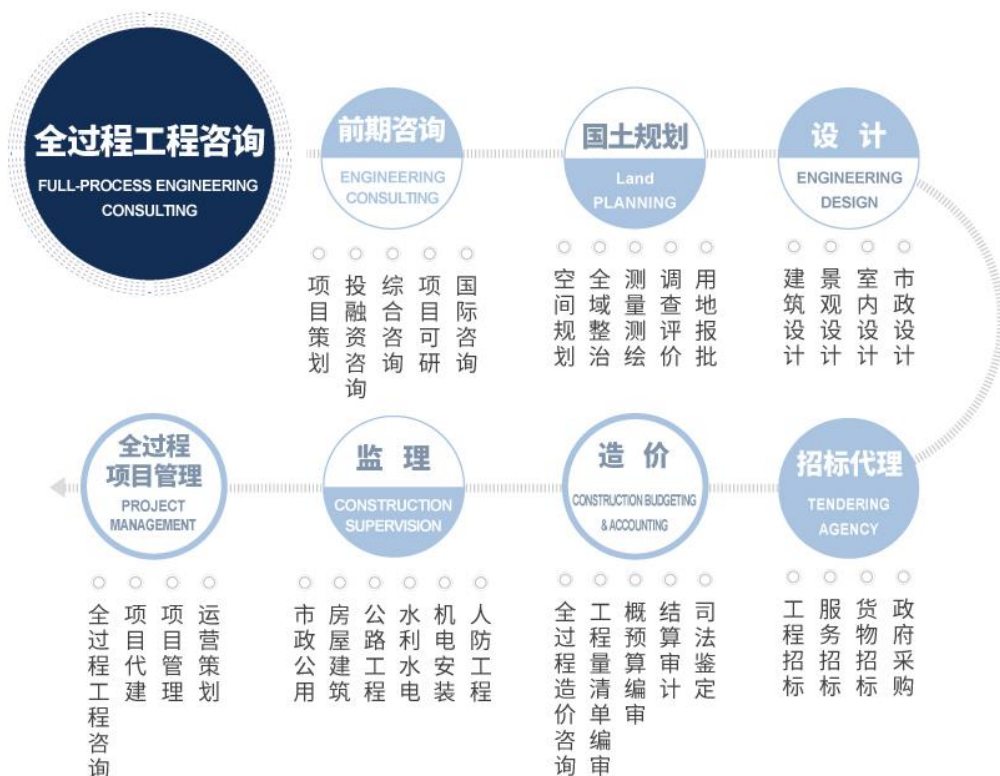 全过程工程咨询
FULL-PROCESS ENGINEERING
CONSULTING
前期咨询
ENGINEERING
CONSULTING
项目策划
投融资咨询
综合咨询
项目可研
国际咨询
国土规划
Land
PLANNING
空间规划
全域整治
测量测绘
调查评价
用地报批
设 计
ENGINEERING
DESIGN
建筑设计
景观设计
室内设计
市政设计
招标代理
TENDERING
AGENCY
工程招标
服务招标
货物招标
政府采购
造 价
CONSTRUCTION BUDGETING
& ACCOUNTING
全过程造价咨询
工程量清单编审
概预算编审
结算审计
司法鉴定
监 理
CONSTRUCTION
SUPERVISION
市政公用
房屋建筑
公路工程
水利水电
机电安装
人防工程
全过程
项目管理
PROJECT
MANAGEMENT
全过程工程咨询
项目代建
项目管理
运营策划